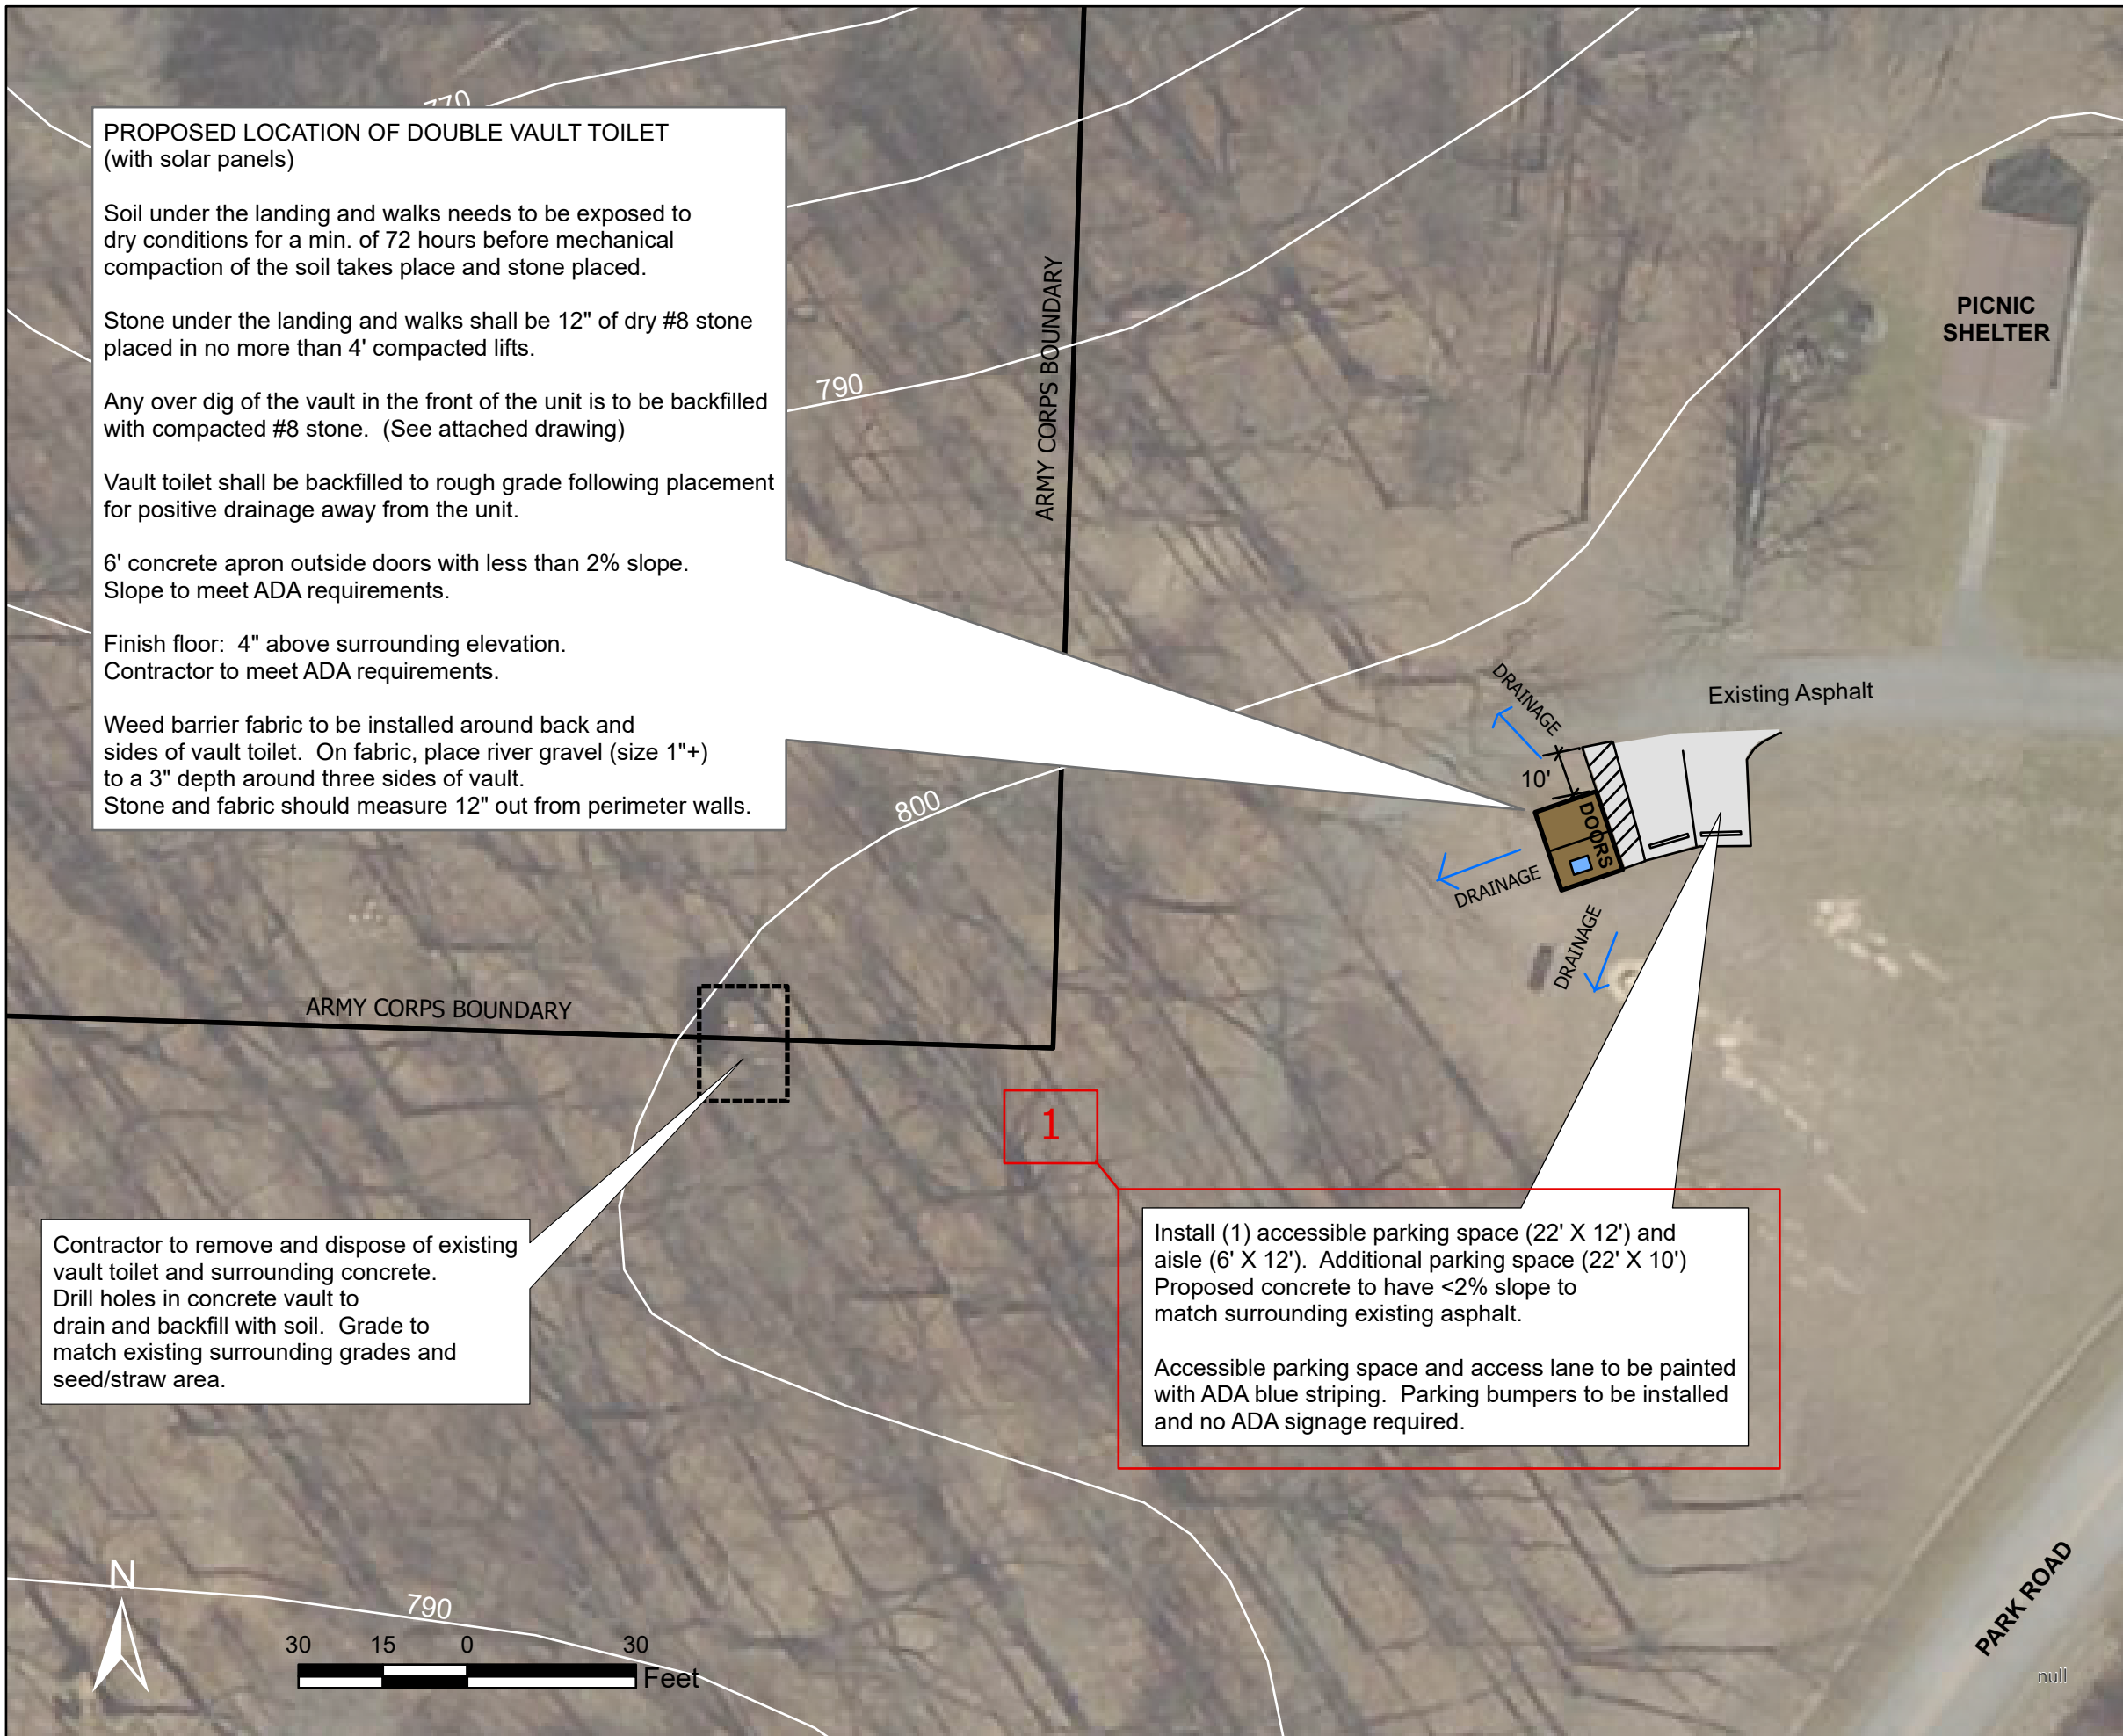 770
PROPOSED LOCATION OF DOUBLE VAULT TOILET
(with solar panels)
Soil under the landing and walks needs to be exposed to
dry conditions for a min. of 72 hours before mechanical
compaction of the soil takes place and stone placed.
Stone under the landing and walks shall be 12" of dry #8 stone
placed in no more than 4' compacted lifts.
Any over dig of the vault in the front of the unit is to be backfilled
with compacted #8 stone.  (See attached drawing)
Vault toilet shall be backfilled to rough grade following placement
for positive drainage away from the unit.
6' concrete apron outside doors with less than 2% slope.
Slope to meet ADA requirements.
Finish floor:  4" above surrounding elevation.
Contractor to meet ADA requirements.
Weed barrier fabric to be installed around back and
sides of vault toilet.  On fabric, place river gravel (size 1"+)
to a 3" depth around three sides of vault.
Stone and fabric should measure 12" out from perimeter walls.
790
ARMY CORPS BOUNDARY
PICNIC
SHELTER
DRAINAGE
Existing Asphalt
10'
DOORS
800
DRAINAGE
DRAINAGE
ARMY CORPS BOUNDARY
1
Install (1) accessible parking space (22' X 12') and
aisle (6' X 12').  Additional parking space (22' X 10')
Proposed concrete to have <2% slope to
match surrounding existing asphalt.
Accessible parking space and access lane to be painted
with ADA blue striping.  Parking bumpers to be installed
and no ADA signage required.
Contractor to remove and dispose of existing
vault toilet and surrounding concrete.
Drill holes in concrete vault to
drain and backfill with soil.  Grade to
match existing surrounding grades and
seed/straw area.
N
790
30 15 0 30
Feet
PARK ROAD
null